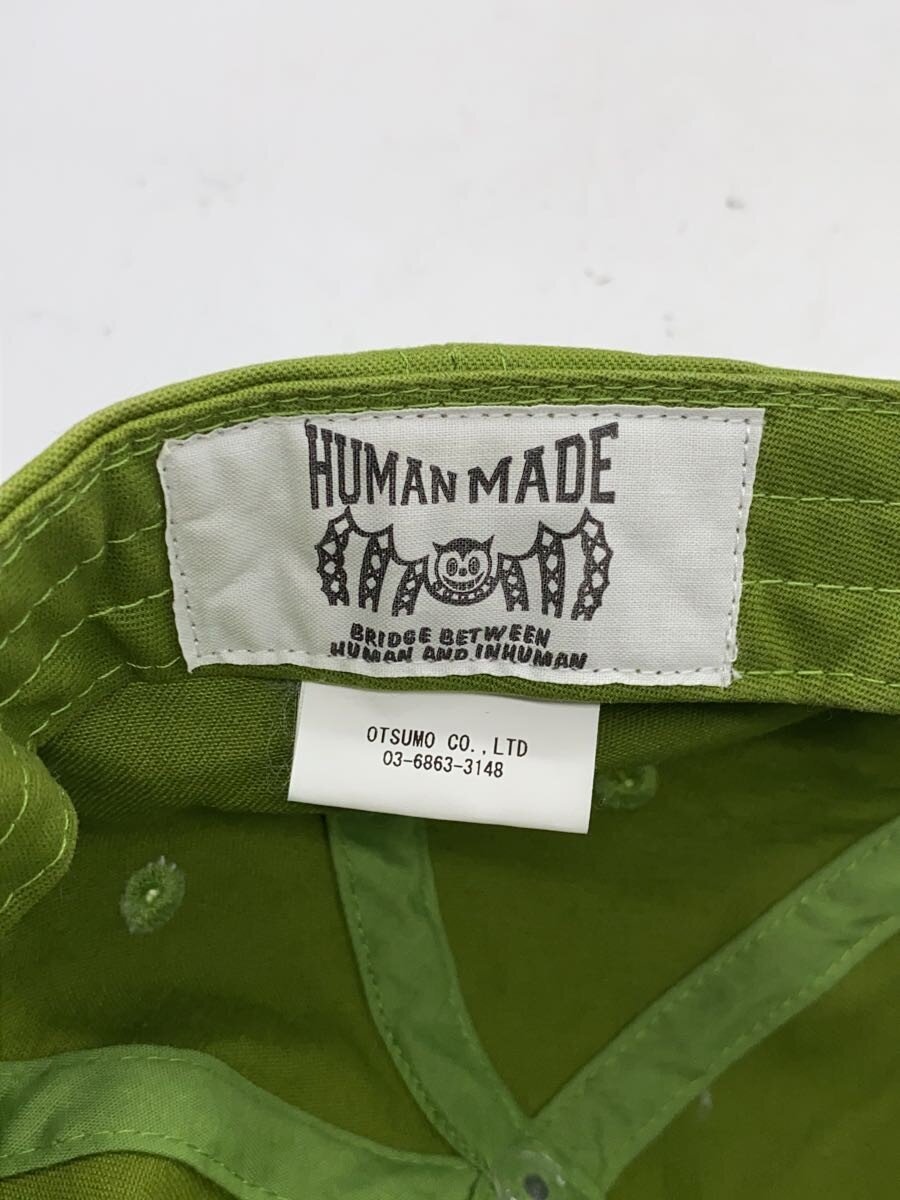 HUMAN MADE
BRIDGE BETWEEN
HUMAN AND INHUMAN
OTSUMO CO.,LTD
03-6863-3148